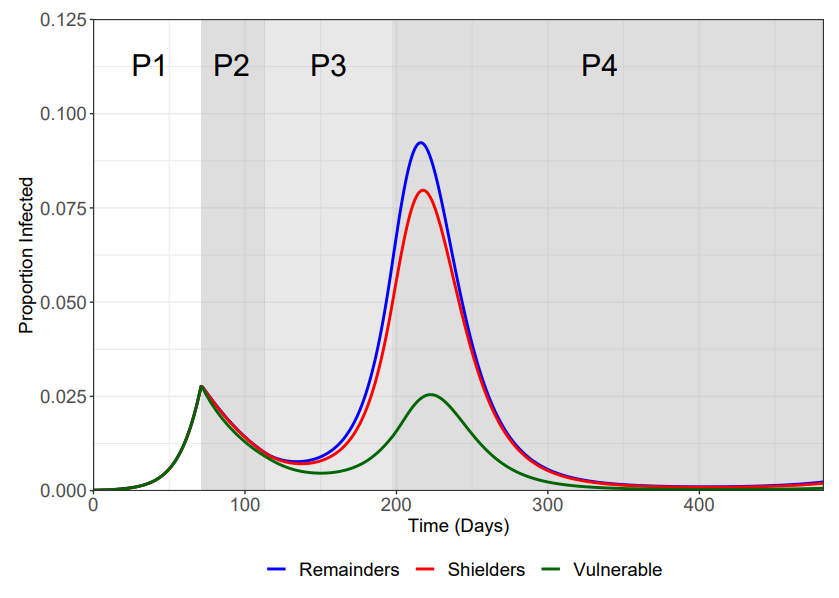 P1 P2 P3 P4
0.125
0.100
0.075
0.050
0.025
0.000
Proportion Infected
0 100 200 300 400
Time (Days)
Remainders Shielders Vulnerable